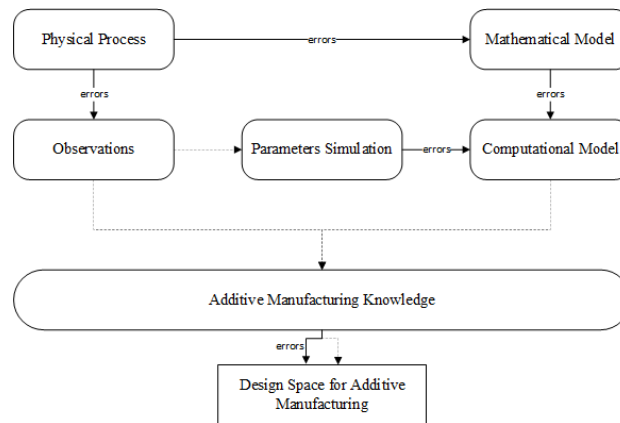 Physical Process
errors
Mathematical Model
errors
errors
Observations
Parameters Simulation
errors
Computational Model
Additive Manufacturing Knowledge
errors
Design Space for Additive
Manufacturing